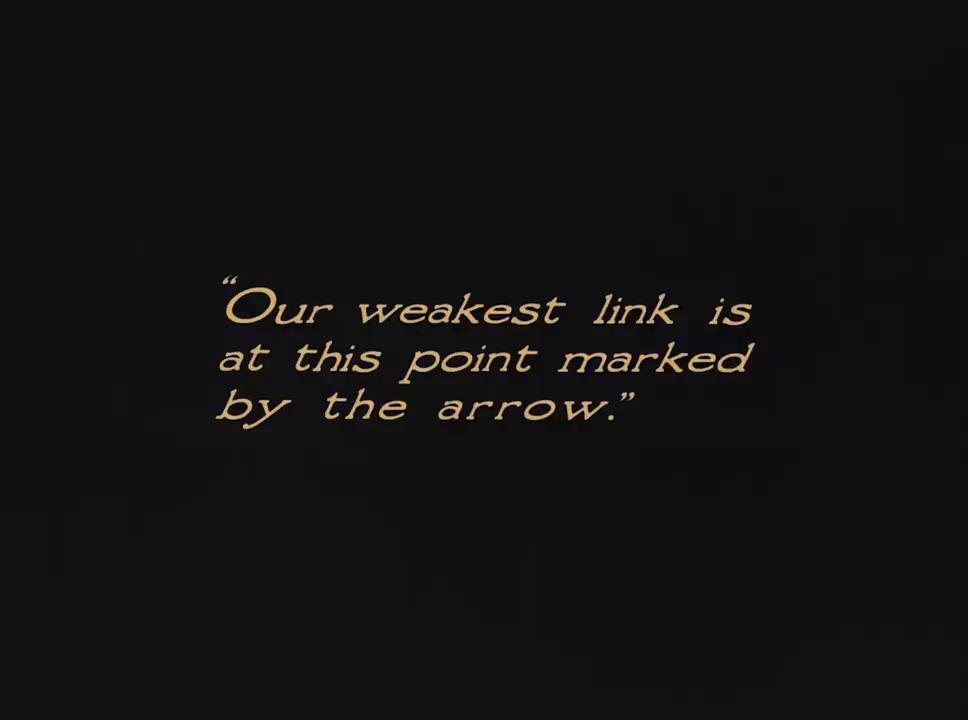 “Our weakest link is
at this point marked
by the arrow.”